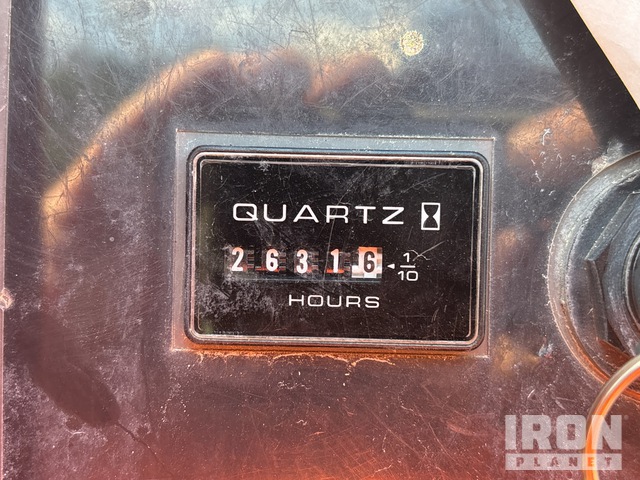 QUARTZ
26316 1/10
HOURS
IRON
PLANET